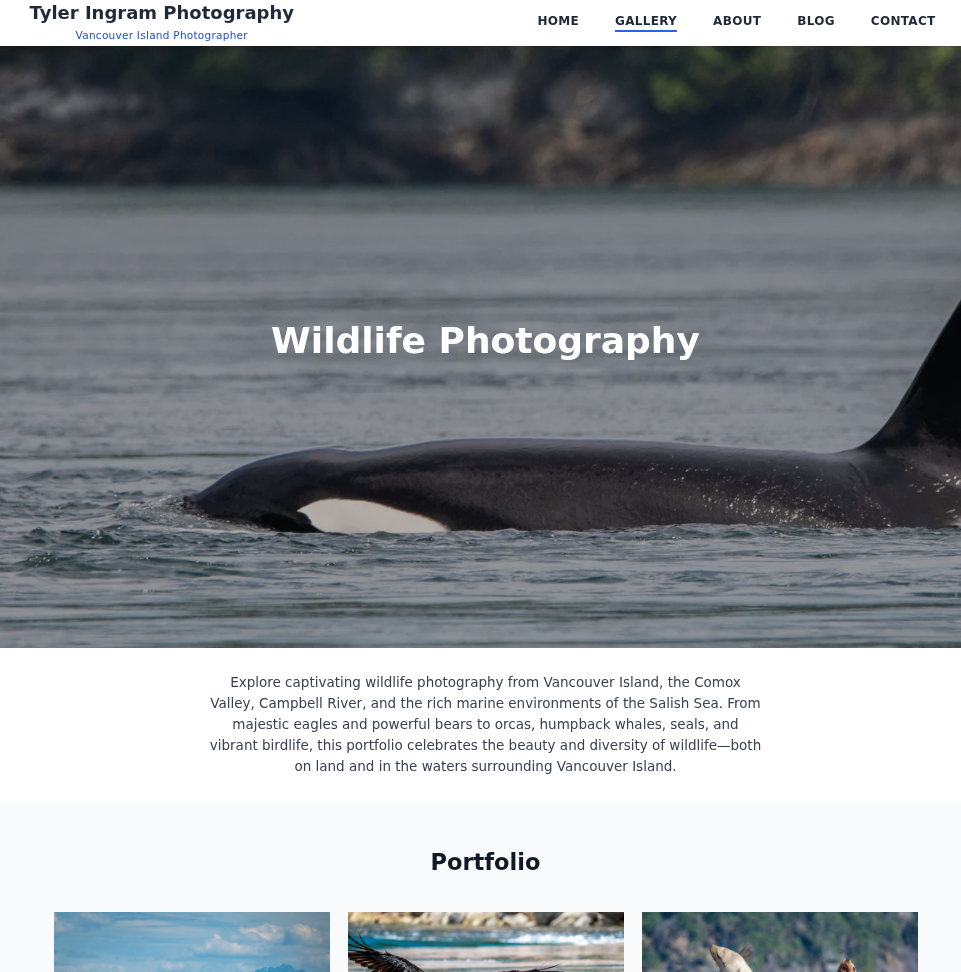 Tyler Ingram Photography
Vancouver Island Photographer
HOME GALLERY ABOUT BLOG CONTACT
Wildlife Photography
Explore captivating wildlife photography from Vancouver Island, the Comox
Valley, Campbell River, and the rich marine environments of the Salish Sea. From
majestic eagles and powerful bears to orcas, humpback whales, seals, and
vibrant birdlife, this portfolio celebrates the beauty and diversity of wildlife—both
on land and in the waters surrounding Vancouver Island.
Portfolio